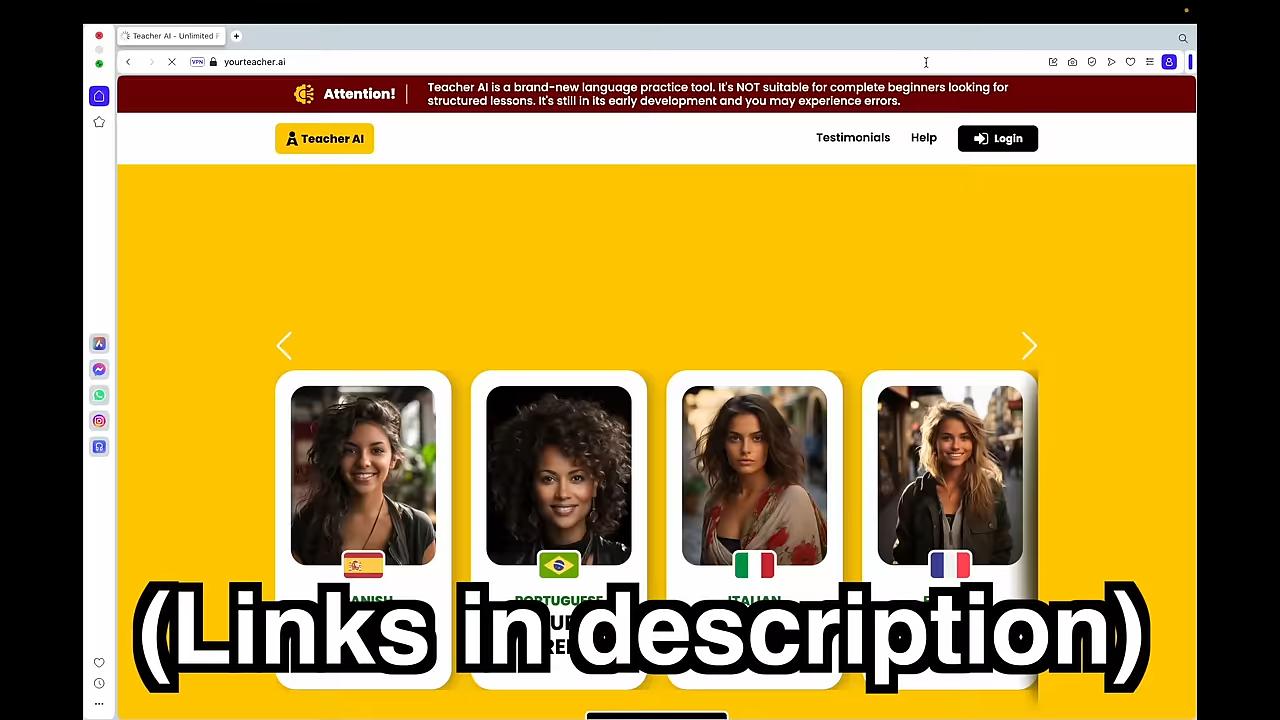 Teacher AI - Unlimited F
VPN
yourteacher.ai
Attention!
Teacher AI is a brand-new language practice tool. It's NOT suitable for complete beginners looking for
structured lessons. It's still in its early development and you may experience errors.
Teacher AI
Testimonials
Help
Login
(Links in description)